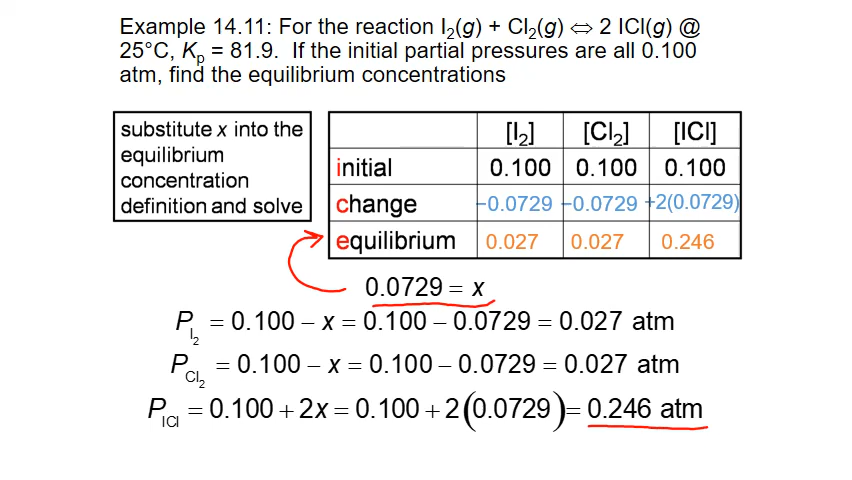 Example 14.11: For the reaction I₂(g) + Cl₂(g) ⇔ 2 ICl(g) @
25°C, Kₚ = 81.9.  If the initial partial pressures are all 0.100
atm, find the equilibrium concentrations
substitute x into the
equilibrium
concentration
definition and solve
[I₂] [Cl₂] [ICl]
initial 0.100 0.100 0.100
change −0.0729 −0.0729 +2(0.0729)
equilibrium 0.027 0.027 0.246
0.0729 = x
P_I₂ = 0.100 − x = 0.100 − 0.0729 = 0.027 atm
P_Cl₂ = 0.100 − x = 0.100 − 0.0729 = 0.027 atm
P_ICl = 0.100 + 2x = 0.100 + 2(0.0729) = 0.246 atm